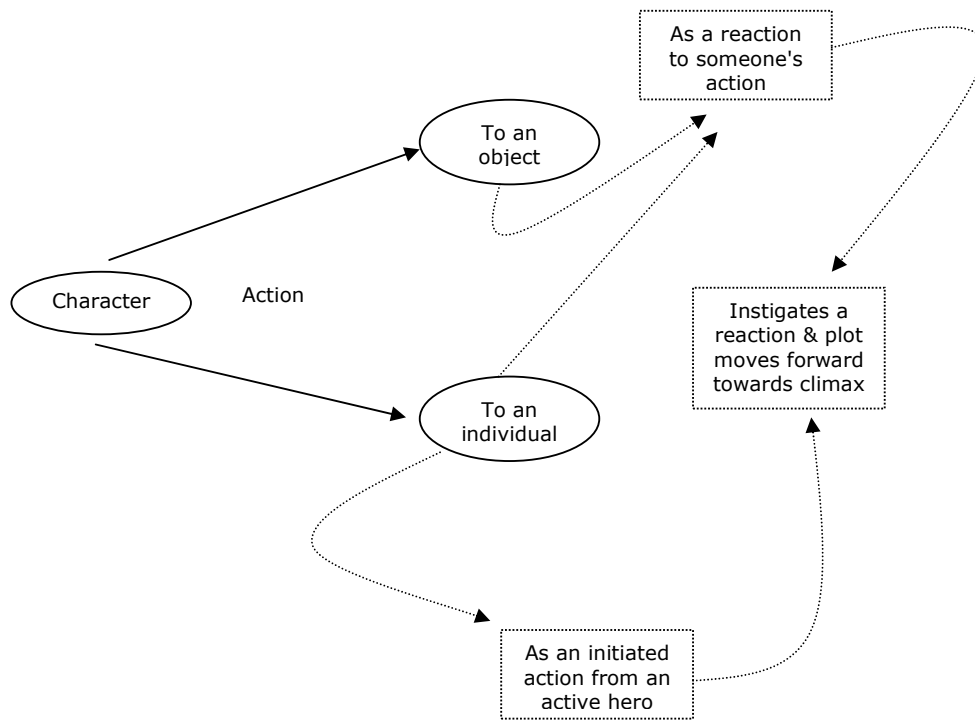 As a reaction
to someone's
action
To an
object
Character
Action
Instigates a
reaction & plot
moves forward
towards climax
To an
individual
As an initiated
action from an
active hero